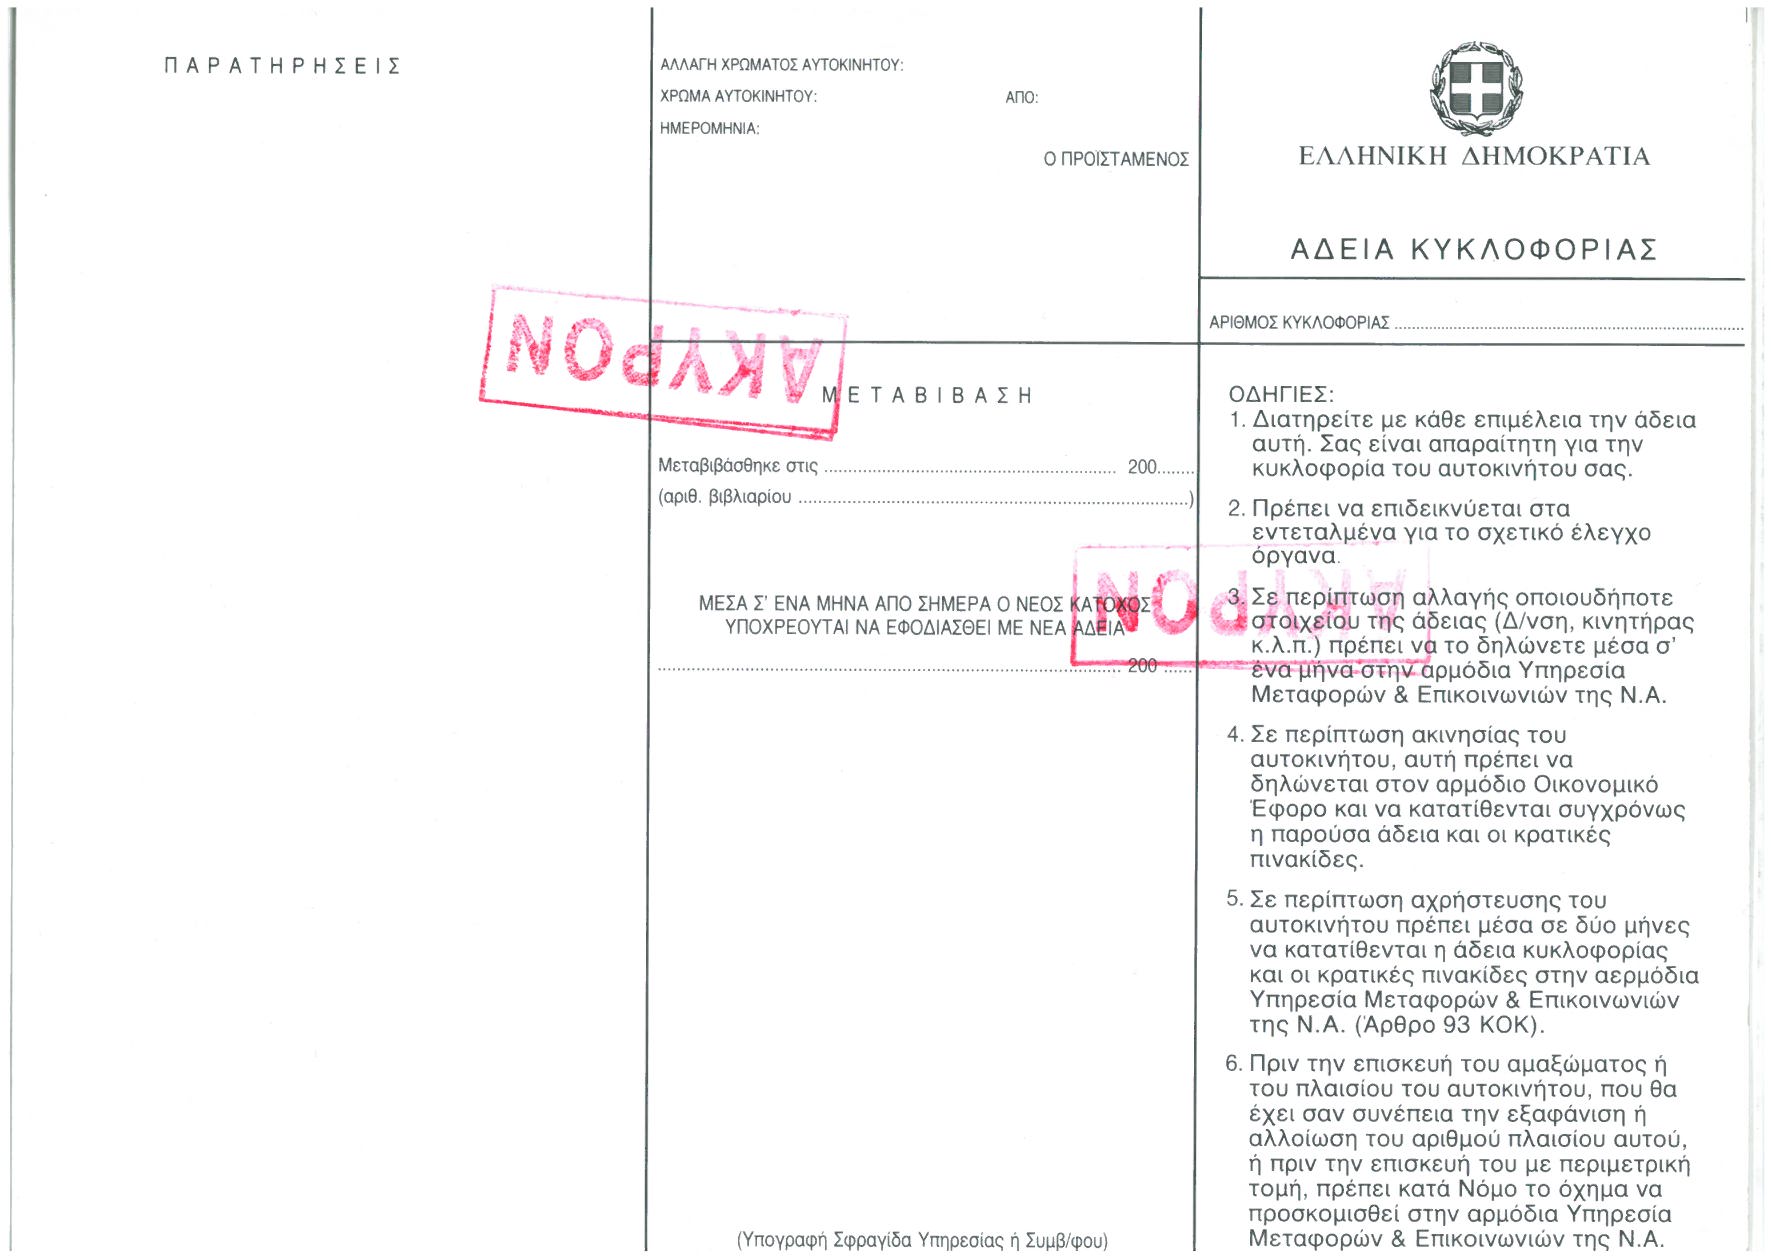 ΠΑΡΑΤΗΡΗΣΕΙΣ
ΑΛΛΑΓΗ ΧΡΩΜΑΤΟΣ ΑΥΤΟΚΙΝΗΤΟΥ:
ΧΡΩΜΑ ΑΥΤΟΚΙΝΗΤΟΥ: ΑΠΟ:
ΗΜΕΡΟΜΗΝΙΑ:
Ο ΠΡΟΪΣΤΑΜΕΝΟΣ
ΑΚΥΡΟΝ
ΜΕΤΑΒΙΒΑΣΗ
Μεταβιβάσθηκε στις ........................ 200.......
(αριθ. βιβλιαρίου ........................)
ΜΕΣΑ Σ' ΕΝΑ ΜΗΝΑ ΑΠΟ ΣΗΜΕΡΑ Ο ΝΕΟΣ ΚΑΤΟΧΟΣ
ΥΠΟΧΡΕΟΥΤΑΙ ΝΑ ΕΦΟΔΙΑΣΘΕΙ ΜΕ ΝΕΑ ΑΔΕΙΑ
........................ 200 ......
ΑΚΥΡΟΝ
(Υπογραφή Σφραγίδα Υπηρεσίας ή Συμβ/φου)
ΕΛΛΗΝΙΚΗ ΔΗΜΟΚΡΑΤΙΑ
ΑΔΕΙΑ ΚΥΚΛΟΦΟΡΙΑΣ
ΑΡΙΘΜΟΣ ΚΥΚΛΟΦΟΡΙΑΣ ........................
ΟΔΗΓΙΕΣ:
1. Διατηρείτε με κάθε επιμέλεια την άδεια
αυτή. Σας είναι απαραίτητη για την
κυκλοφορία του αυτοκινήτου σας.
2. Πρέπει να επιδεικνύεται στα
εντεταλμένα για το σχετικό έλεγχο
όργανα.
3. Σε περίπτωση αλλαγής οποιουδήποτε
στοιχείου της άδειας (Δ/νση, κινητήρας
κ.λ.π.) πρέπει να το δηλώνετε μέσα σ'
ένα μήνα στην αρμόδια Υπηρεσία
Μεταφορών & Επικοινωνιών της Ν.Α.
4. Σε περίπτωση ακινησίας του
αυτοκινήτου, αυτή πρέπει να
δηλώνεται στον αρμόδιο Οικονομικό
Έφορο και να κατατίθενται συγχρόνως
η παρούσα άδεια και οι κρατικές
πινακίδες.
5. Σε περίπτωση αχρήστευσης του
αυτοκινήτου πρέπει μέσα σε δύο μήνες
να κατατίθενται η άδεια κυκλοφορίας
και οι κρατικές πινακίδες στην αερμόδια
Υπηρεσία Μεταφορών & Επικοινωνιών
της Ν.Α. (Άρθρο 93 ΚΟΚ).
6. Πριν την επισκευή του αμαξώματος ή
του πλαισίου του αυτοκινήτου, που θα
έχει σαν συνέπεια την εξαφάνιση ή
αλλοίωση του αριθμού πλαισίου αυτού,
ή πριν την επισκευή του με περιμετρική
τομή, πρέπει κατά Νόμο το όχημα να
προσκομισθεί στην αρμόδια Υπηρεσία
Μεταφορών & Επικοινωνιών της Ν.Α.